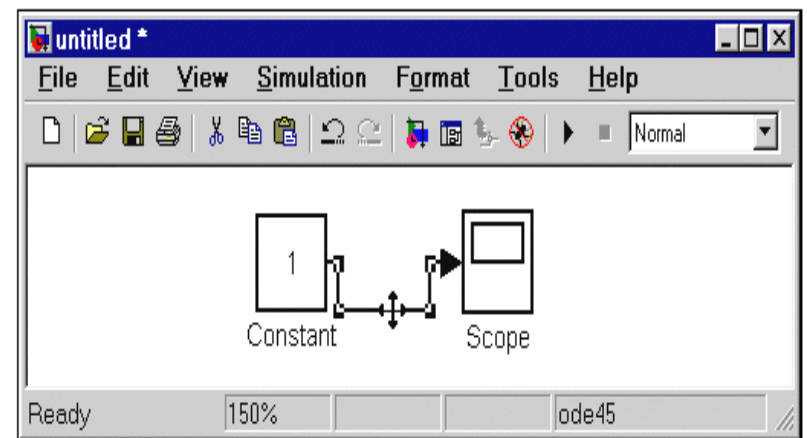 untitled *
File Edit View Simulation Format Tools Help
Normal
1
Constant Scope
Ready 150% ode45